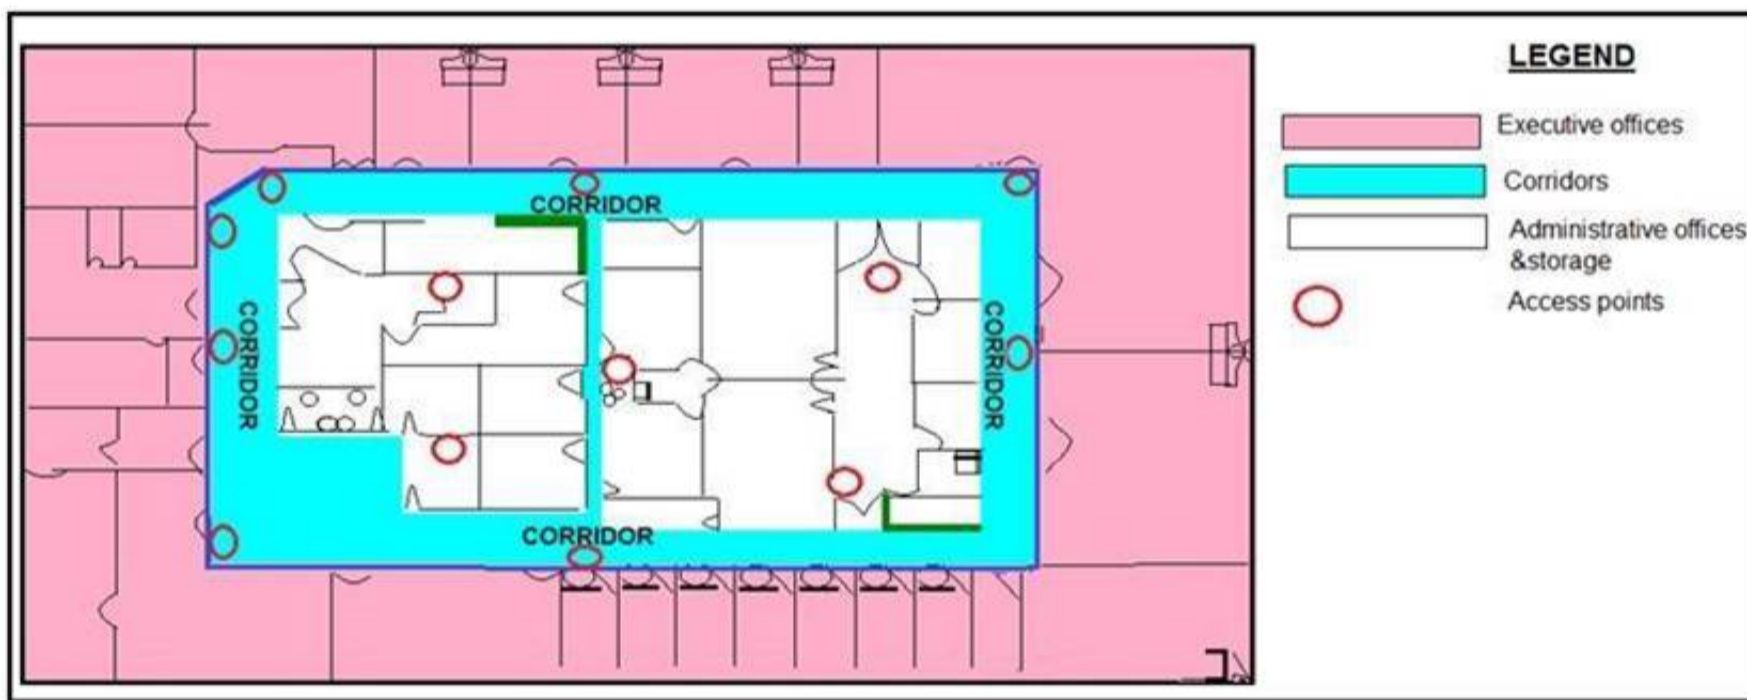 LEGEND
Executive offices
Corridors
Administrative offices
&storage
Access points
CORRIDOR
CORRIDOR
CORRIDOR
CORRIDOR